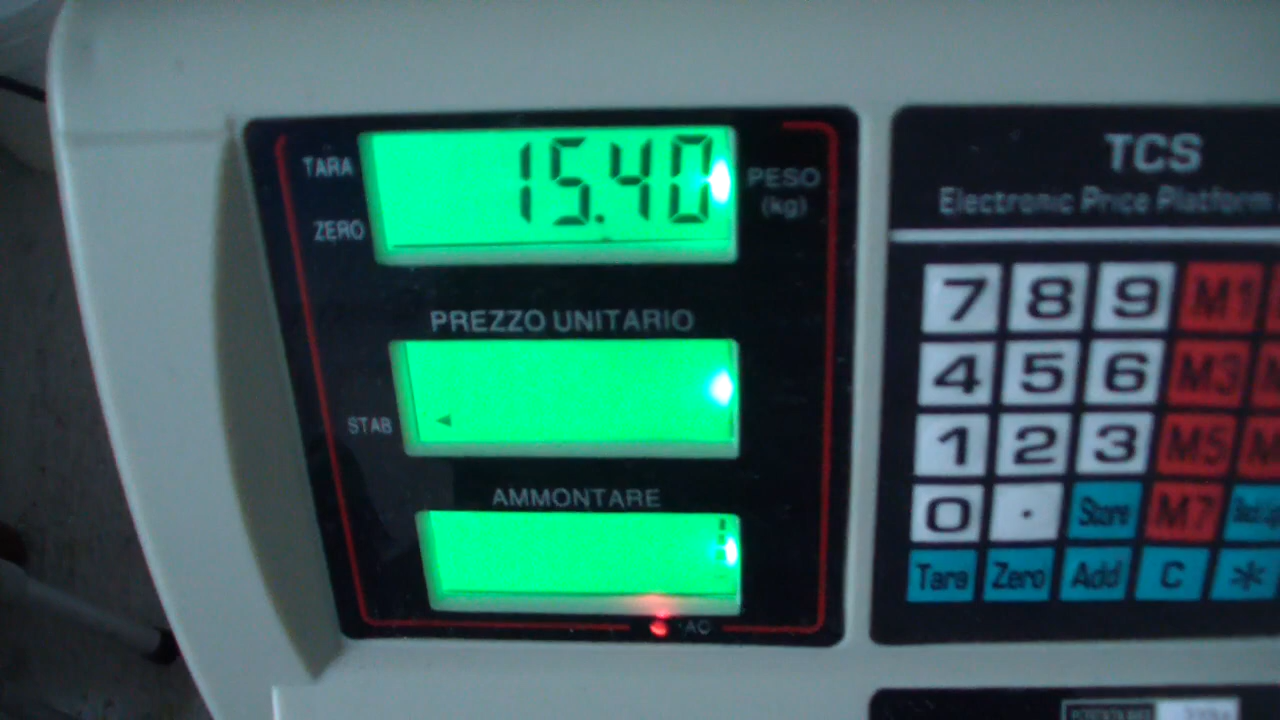 TARA
15.40
PESO
(kg)
ZERO
PREZZO UNITARIO
STAB
AMMONTARE
AC
TCS
Electronic Price Platform
7 8 9 M1
4 5 6 M3
1 2 3 M5
0 . Store M7
Tare Zero Add C *